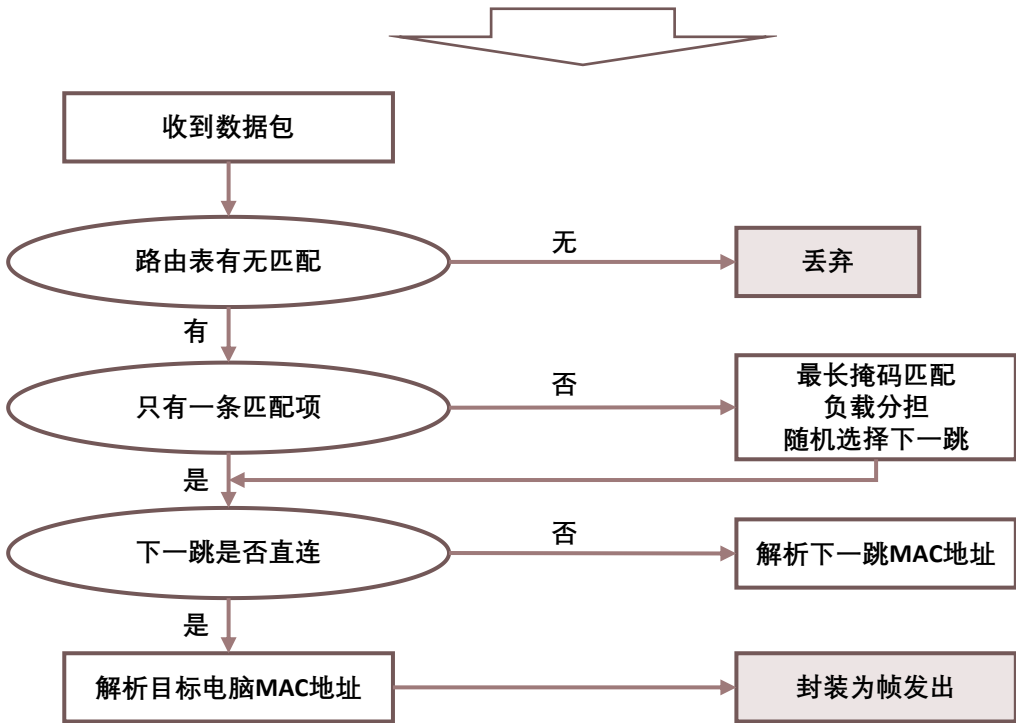 收到数据包
路由表有无匹配
无
丢弃
有
只有一条匹配项
否
最长掩码匹配
负载分担
随机选择下一跳
是
下一跳是否直连
否
解析下一跳MAC地址
是
解析目标电脑MAC地址
封装为帧发出